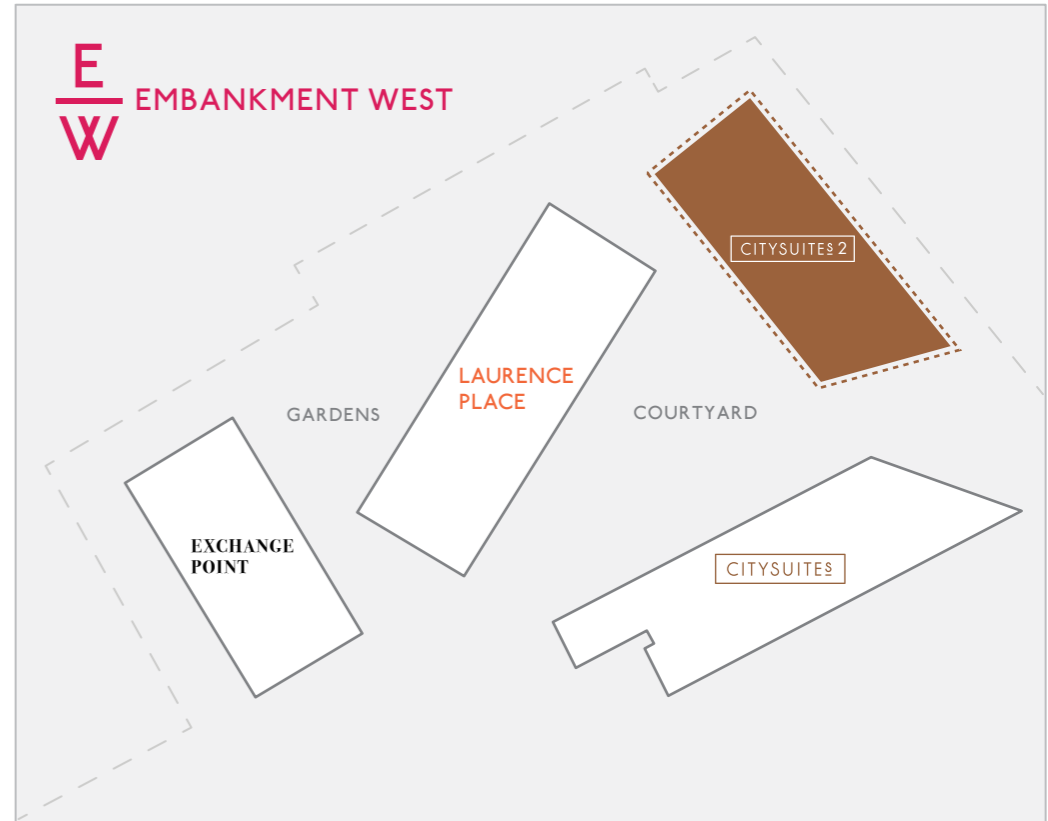 E
W
EMBANKMENT WEST
CITYSUITES 2
LAURENCE
PLACE
GARDENS
COURTYARD
EXCHANGE
POINT
CITYSUITES